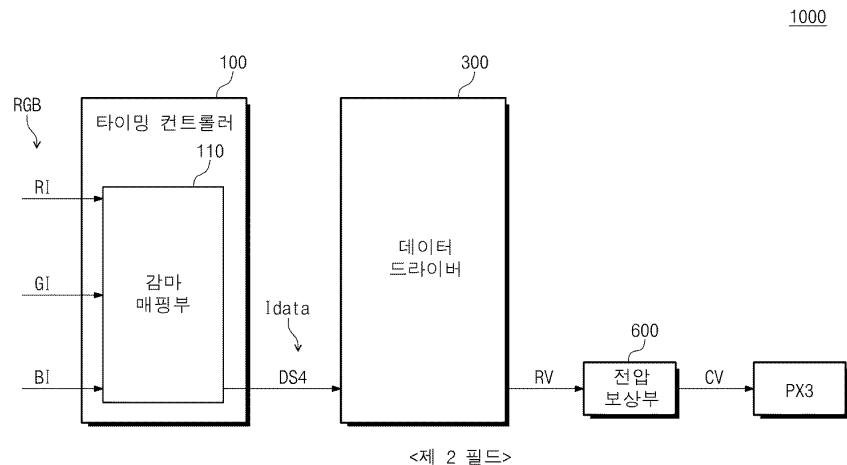 1000
100
300
RGB
타이밍 컨트롤러
110
RI
GI
BI
감마
매핑부
Idata
DS4
데이터
드라이버
RV
600
전압
보상부
CV
PX3
<제 2 필드>